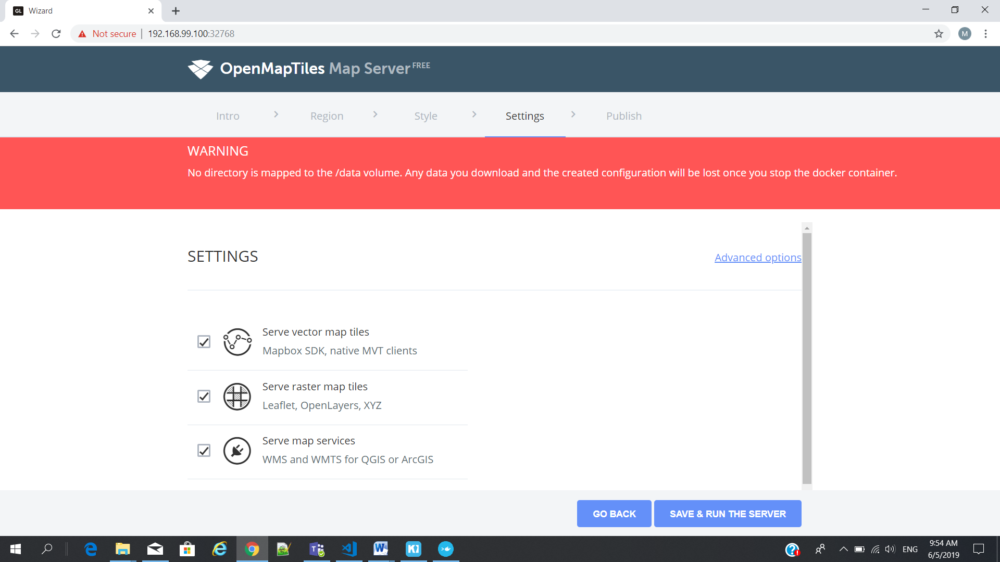 GL Wizard
Not secure 192.168.99.100:32768 M
OpenMapTiles Map Server FREE
Intro Region Style Settings Publish
WARNING
No directory is mapped to the /data volume. Any data you download and the created configuration will be lost once you stop the docker container.
SETTINGS Advanced options
Serve vector map tiles
Mapbox SDK, native MVT clients
Serve raster map tiles
Leaflet, OpenLayers, XYZ
Serve map services
WMS and WMTS for QGIS or ArcGIS
GO BACK SAVE & RUN THE SERVER
ENG
9:54 AM
6/5/2019